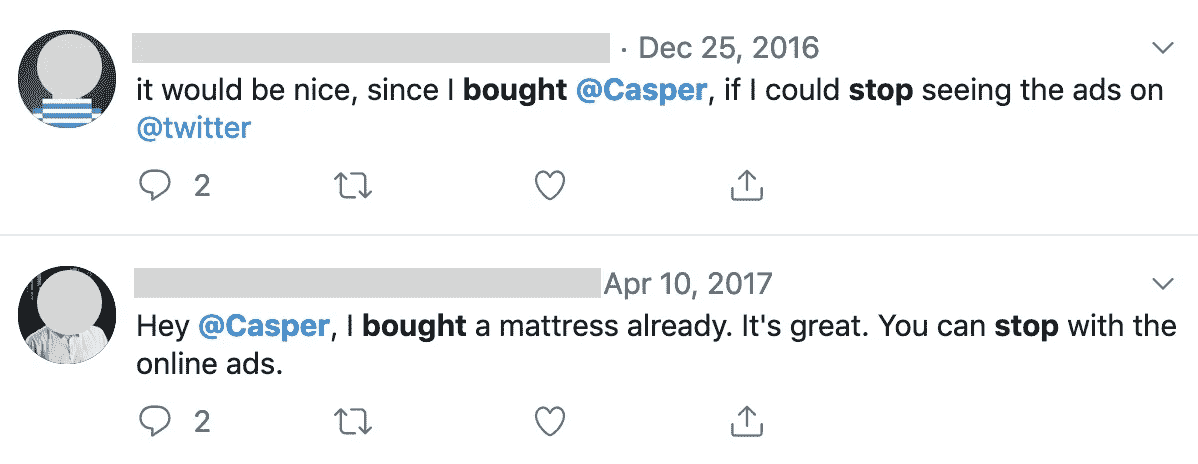 · Dec 25, 2016
it would be nice, since I bought @Casper, if I could stop seeing the ads on
@twitter
2
Apr 10, 2017
Hey @Casper, I bought a mattress already. It's great. You can stop with the
online ads.
2